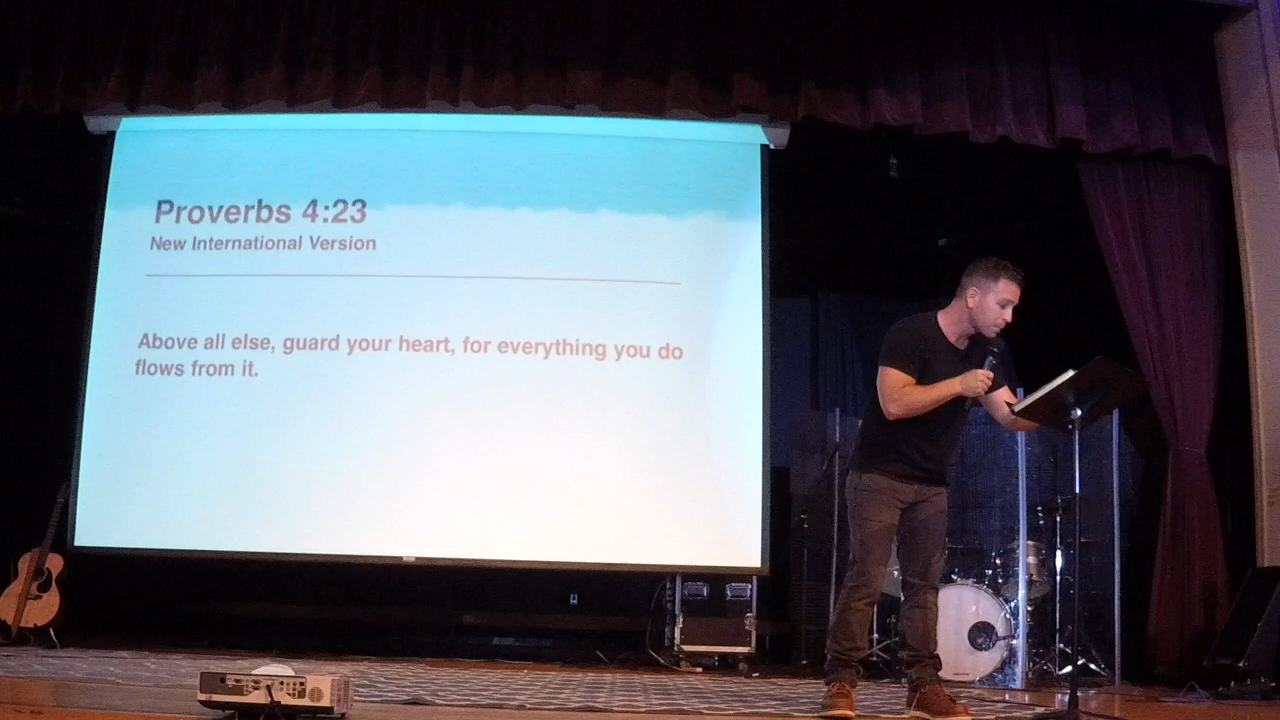 Proverbs 4:23
New International Version
Above all else, guard your heart, for everything you do
flows from it.